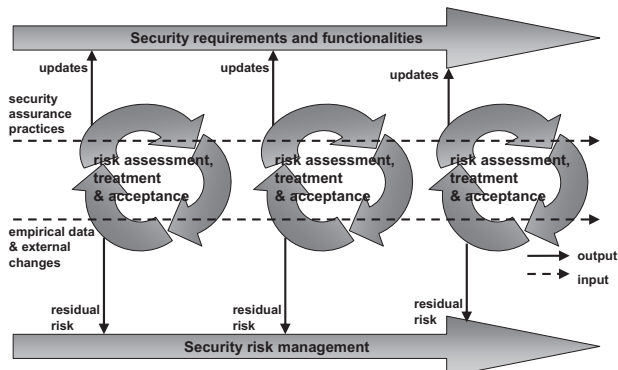 Security requirements and functionalities
updates
updates
updates
security
assurance
practices
risk assessment,
treatment
& acceptance
risk assessment,
treatment
& acceptance
risk assessment,
treatment
& acceptance
empirical data
& external
changes
output
input
residual
risk
residual
risk
residual
risk
Security risk management